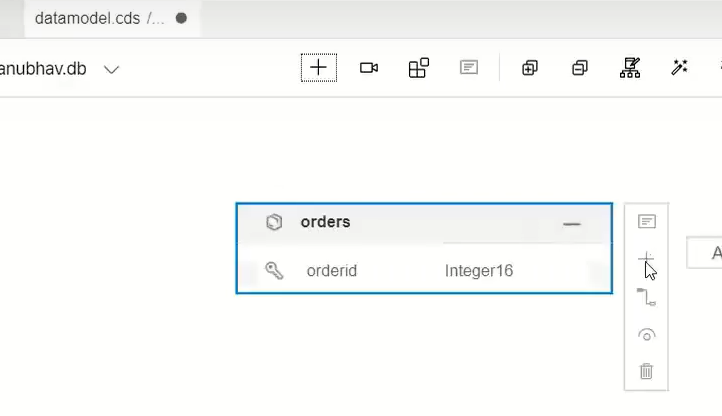 datamodel.cds /...
anubhav.db
orders
orderid Integer16
A